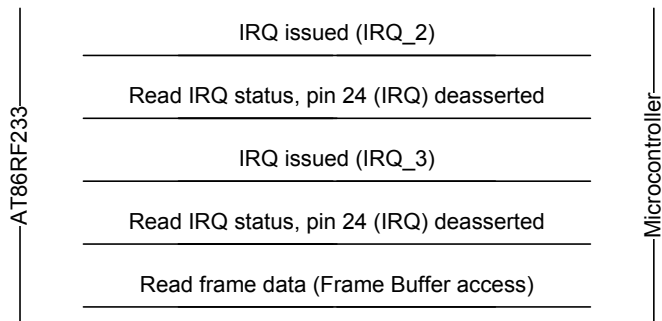 IRQ issued (IRQ_2)
Read IRQ status, pin 24 (IRQ) deasserted
IRQ issued (IRQ_3)
Read IRQ status, pin 24 (IRQ) deasserted
Read frame data (Frame Buffer access)
AT86RF233
Microcontroller